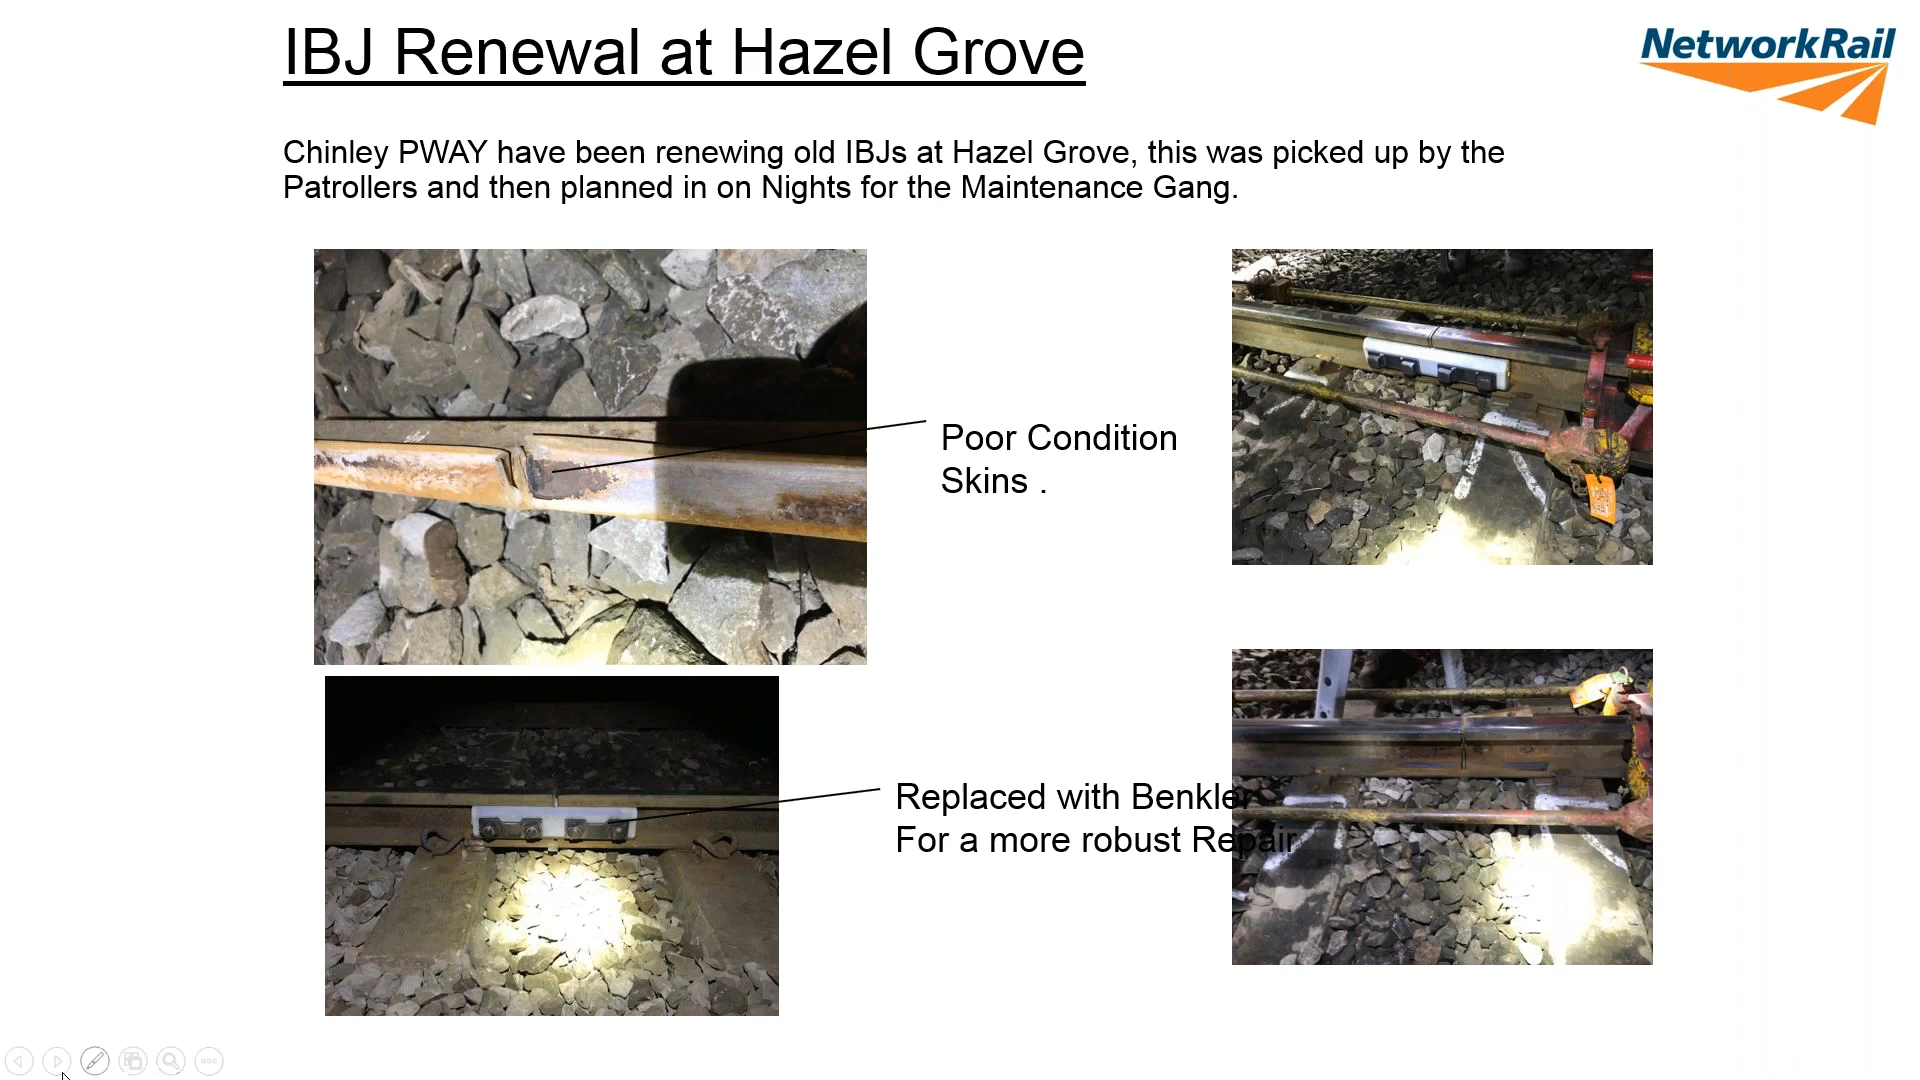 IBJ Renewal at Hazel Grove
NetworkRail
Chinley PWAY have been renewing old IBJs at Hazel Grove, this was picked up by the
Patrollers and then planned in on Nights for the Maintenance Gang.
Poor Condition
Skins .
Replaced with Benkler
For a more robust Repair